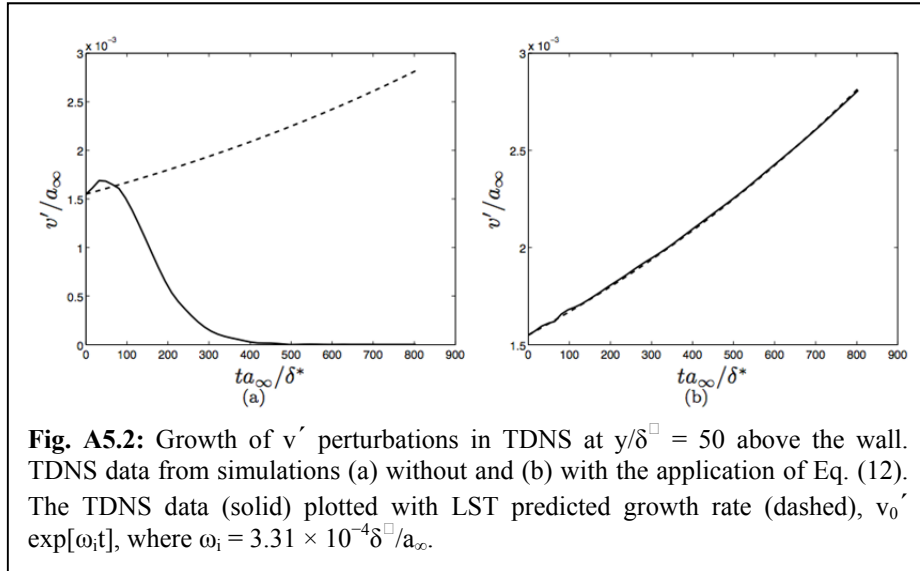 × 10⁻³
3
2.5
2
1.5
1
0.5
0
0 100 200 300 400 500 600 700 800 900
v′/a∞
ta∞/δ*
(a)
× 10⁻³
3
2.5
2
1.5
0 100 200 300 400 500 600 700 800 900
v′/a∞
ta∞/δ*
(b)
Fig. A5.2: Growth of v´ perturbations in TDNS at y/δ□ = 50 above the wall.
TDNS data from simulations (a) without and (b) with the application of Eq. (12).
The TDNS data (solid) plotted with LST predicted growth rate (dashed), v₀´
exp[ωᵢt], where ωᵢ = 3.31 × 10⁻⁴δ□/a∞.